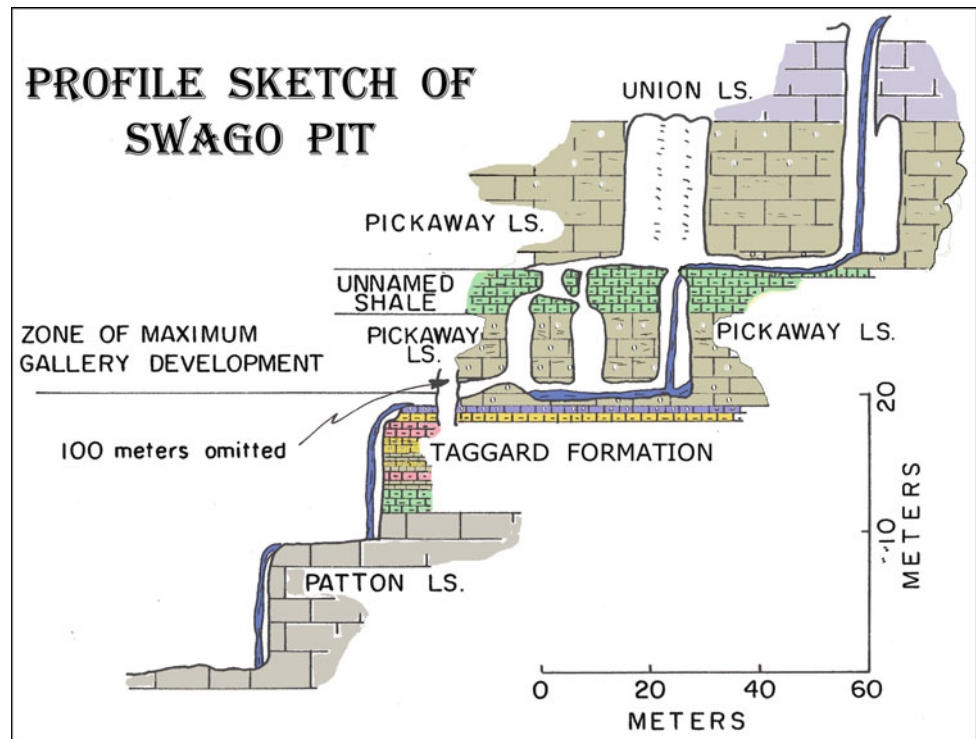 PROFILE SKETCH OF
SWAGO PIT
UNION LS.
PICKAWAY LS.
UNNAMED
SHALE
PICKAWAY
LS.
PICKAWAY LS.
ZONE OF MAXIMUM
GALLERY DEVELOPMENT
100 meters omitted
TAGGARD FORMATION
PATTON LS.
20
10
METERS
0 20 40 60
METERS